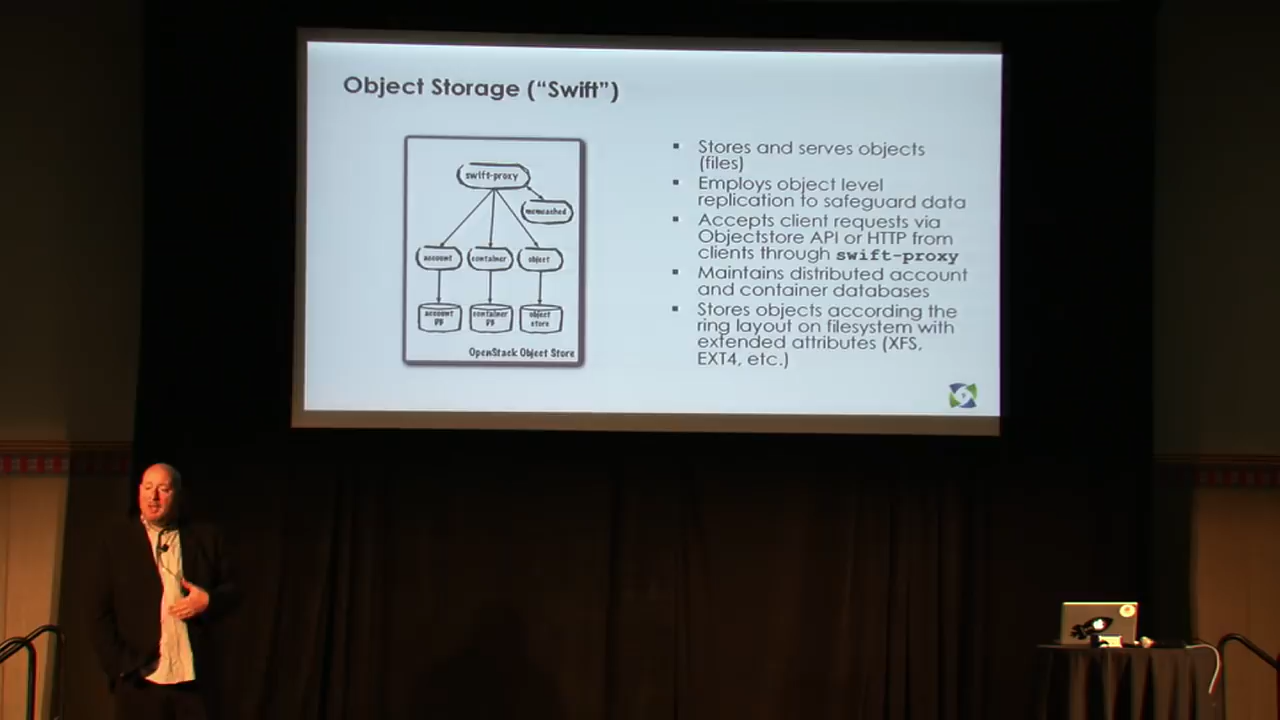 Object Storage (“Swift”)
swift-proxy
memcached
account
container
object
account
DB
container
DB
object
store
OpenStack Object Store
▪ Stores and serves objects
(files)
▪ Employs object level
replication to safeguard data
▪ Accepts client requests via
Objectstore API or HTTP from
clients through swift-proxy
▪ Maintains distributed account
and container databases
▪ Stores objects according the
ring layout on filesystem with
extended attributes (XFS,
EXT4, etc.)